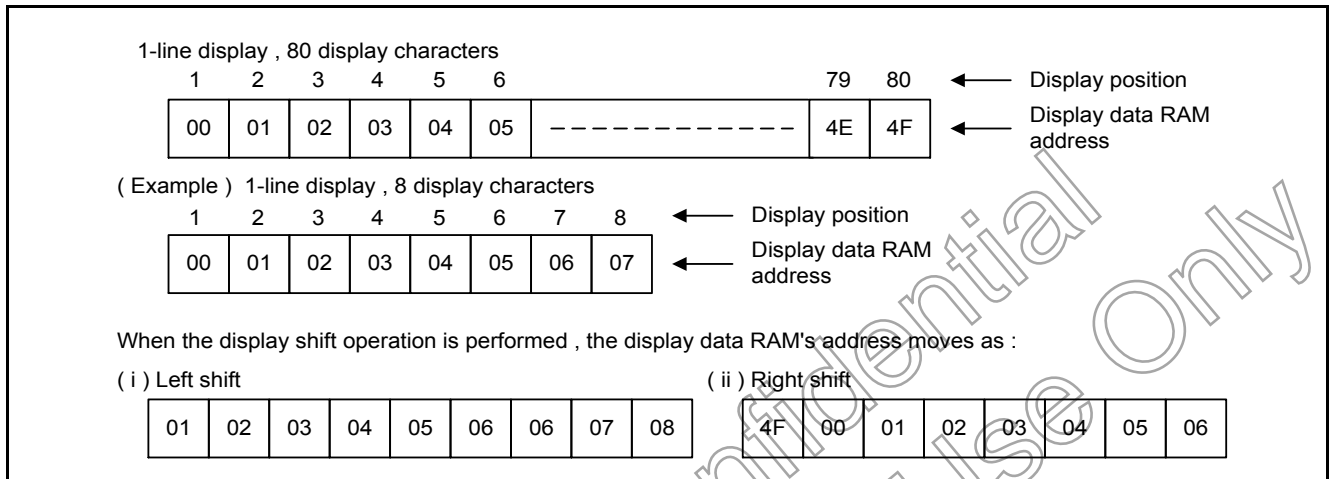 1-line display , 80 display characters
1 2 3 4 5 6 79 80 Display position
00 01 02 03 04 05 4E 4F Display data RAM address
( Example ) 1-line display , 8 display characters
1 2 3 4 5 6 7 8 Display position
00 01 02 03 04 05 06 07 Display data RAM address
When the display shift operation is performed , the display data RAM's address moves as :
( i ) Left shift ( ii ) Right shift
01 02 03 04 05 06 06 07 08 4F 00 01 02 03 04 05 06